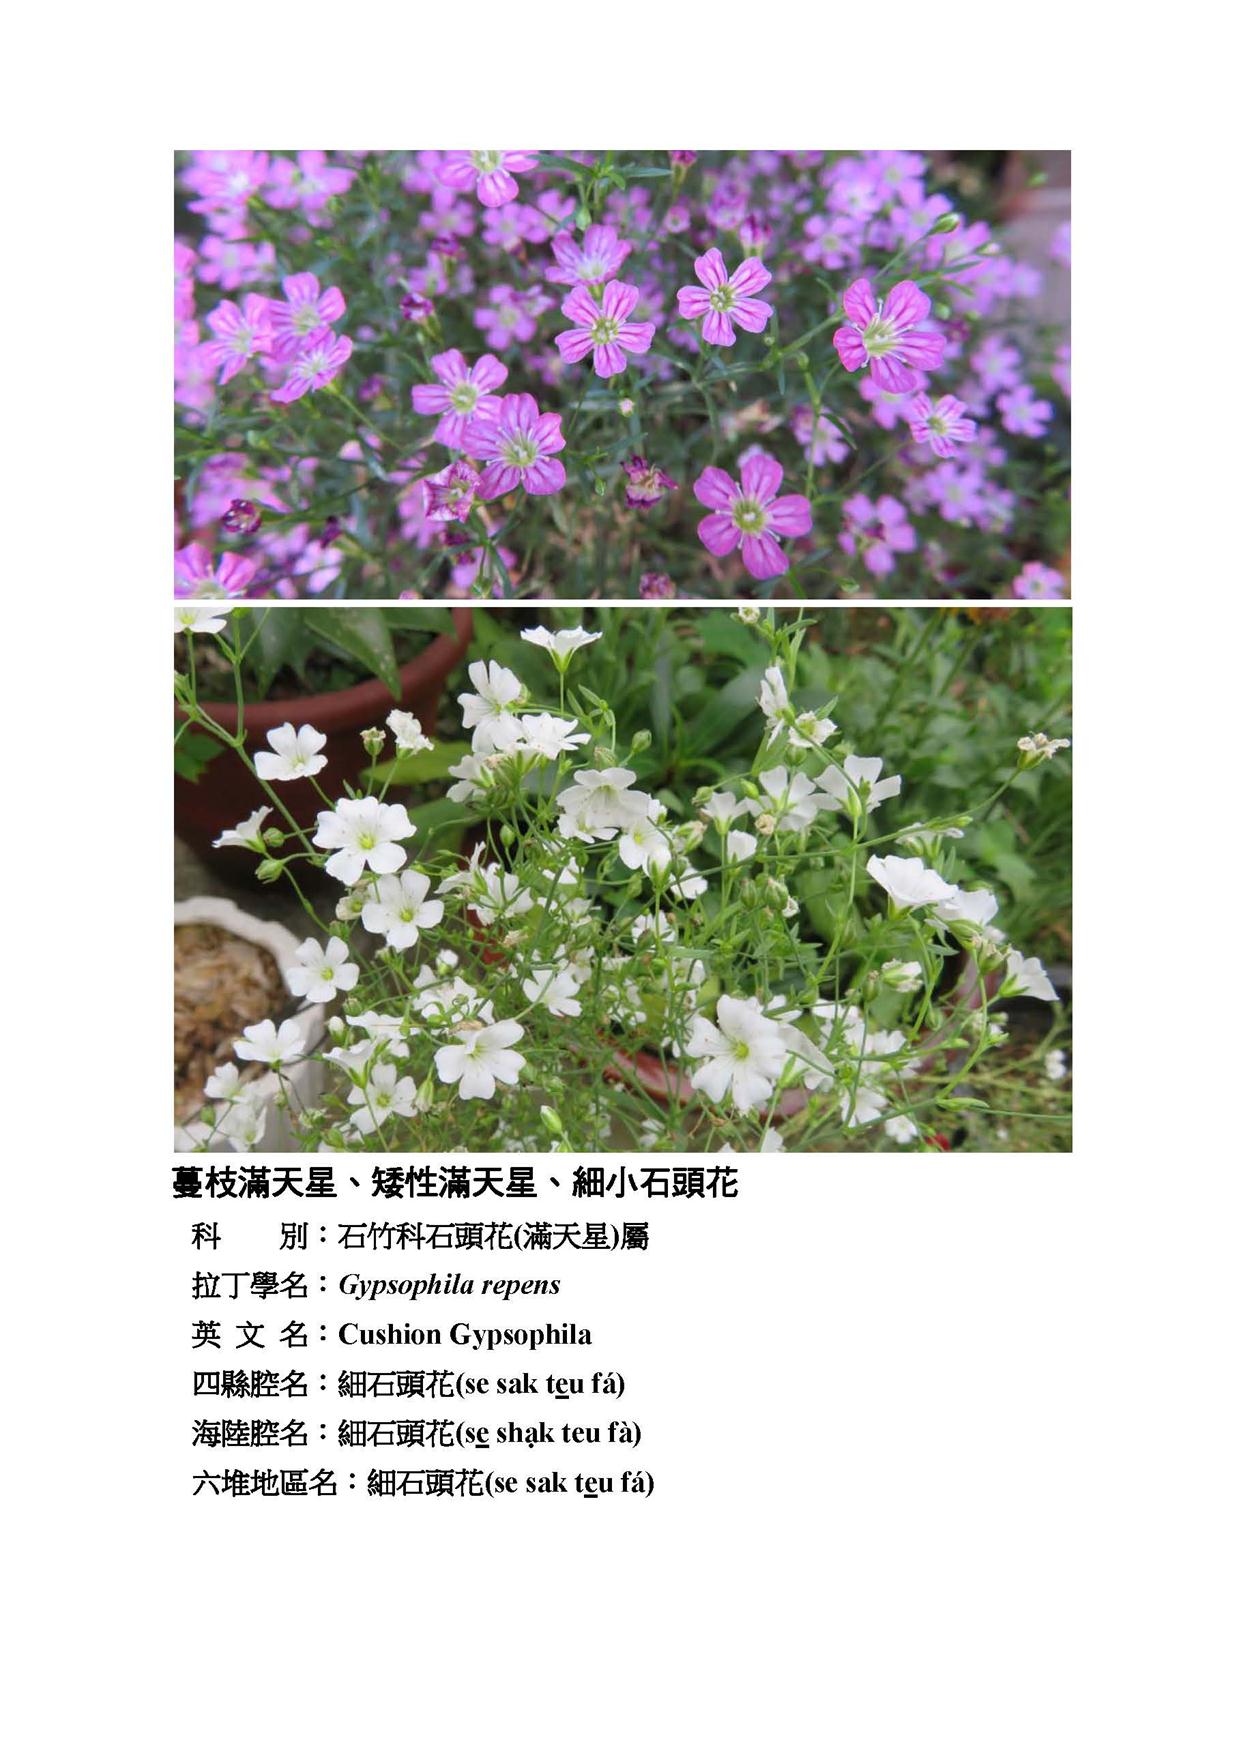 蔓枝滿天星、矮性滿天星、細小石頭花
科　　別：石竹科石頭花(滿天星)屬
拉丁學名：Gypsophila repens
英 文 名：Cushion Gypsophila
四縣腔名：細石頭花(se sak te̲u fá)
海陸腔名：細石頭花(se̲ shạk teu fà)
六堆地區名：細石頭花(se sak te̲u fá)